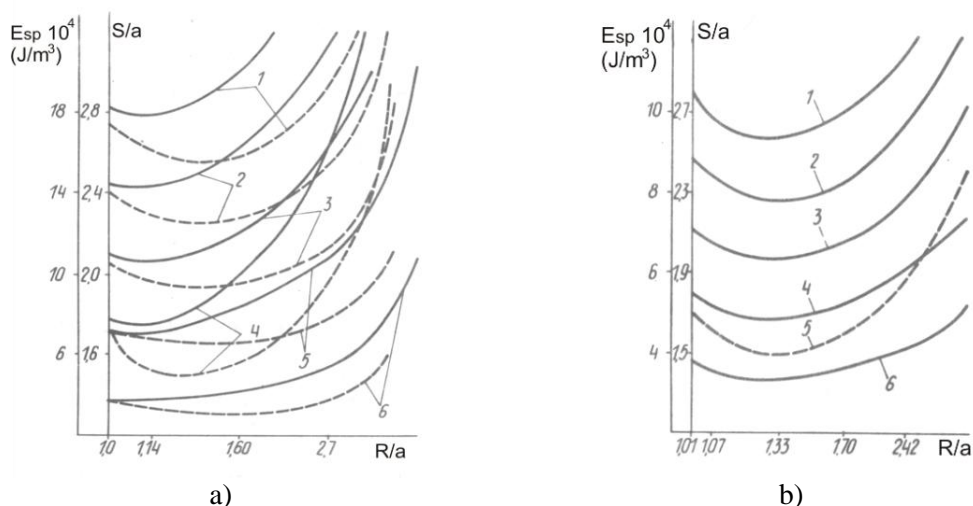 Esp 10⁴ S/a
(J/m³)
18 2,8
14 2,4
10 2,0
6 1,6
1
2
3
4
5
6
1,0 1,14 1,60 2,7 R/a
a)
Esp 10⁴ S/a
(J/m³)
10 2,7
8 2,3
6 1,9
4 1,5
1
2
3
4
5
6
1,01 1,07 1,33 1,70 2,42 R/a
b)